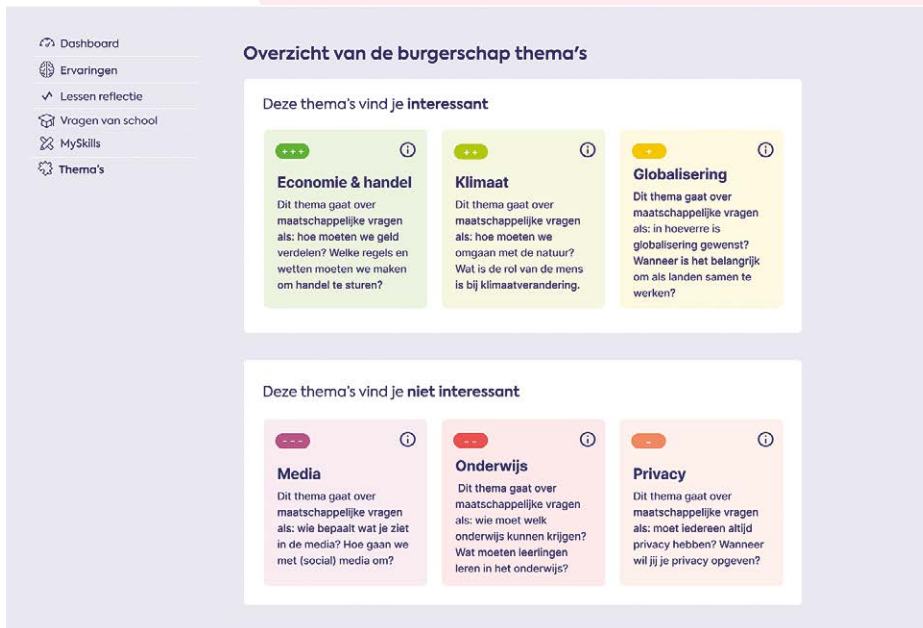 Dashboard
Ervaringen
Lessen reflectie
Vragen van school
MySkills
Thema's
Overzicht van de burgerschap thema's
Deze thema's vind je interessant
+++
Economie & handel
Dit thema gaat over
maatschappelijke vragen
als: hoe moeten we geld
verdelen? Welke regels en
wetten moeten we maken
om handel te sturen?
++
Klimaat
Dit thema gaat over
maatschappelijke vragen
als: hoe moeten we
omgaan met de natuur?
Wat is de rol van de mens
is bij klimaatverandering.
+
Globalisering
Dit thema gaat over
maatschappelijke vragen
als: in hoeverre is
globalisering gewenst?
Wanneer is het belangrijk
om als landen samen te
werken?
Deze thema's vind je niet interessant
---
Media
Dit thema gaat over
maatschappelijke vragen
als: wie bepaalt wat je ziet
in de media? Hoe gaan we
met (social) media om?
--
Onderwijs
Dit thema gaat over
maatschappelijke vragen
als: wie moet welk
onderwijs kunnen krijgen?
Wat moeten leerlingen
leren in het onderwijs?
-
Privacy
Dit thema gaat over
maatschappelijke vragen
als: moet iedereen altijd
privacy hebben? Wanneer
wil jij je privacy opgeven?